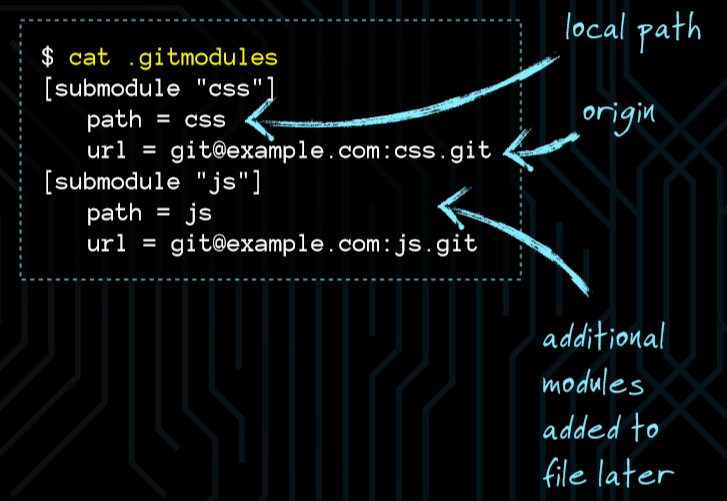 $ cat .gitmodules
[submodule "css"]
path = css
url = git@example.com:css.git
[submodule "js"]
path = js
url = git@example.com:js.git
local path
origin
additional
modules
added to
file later